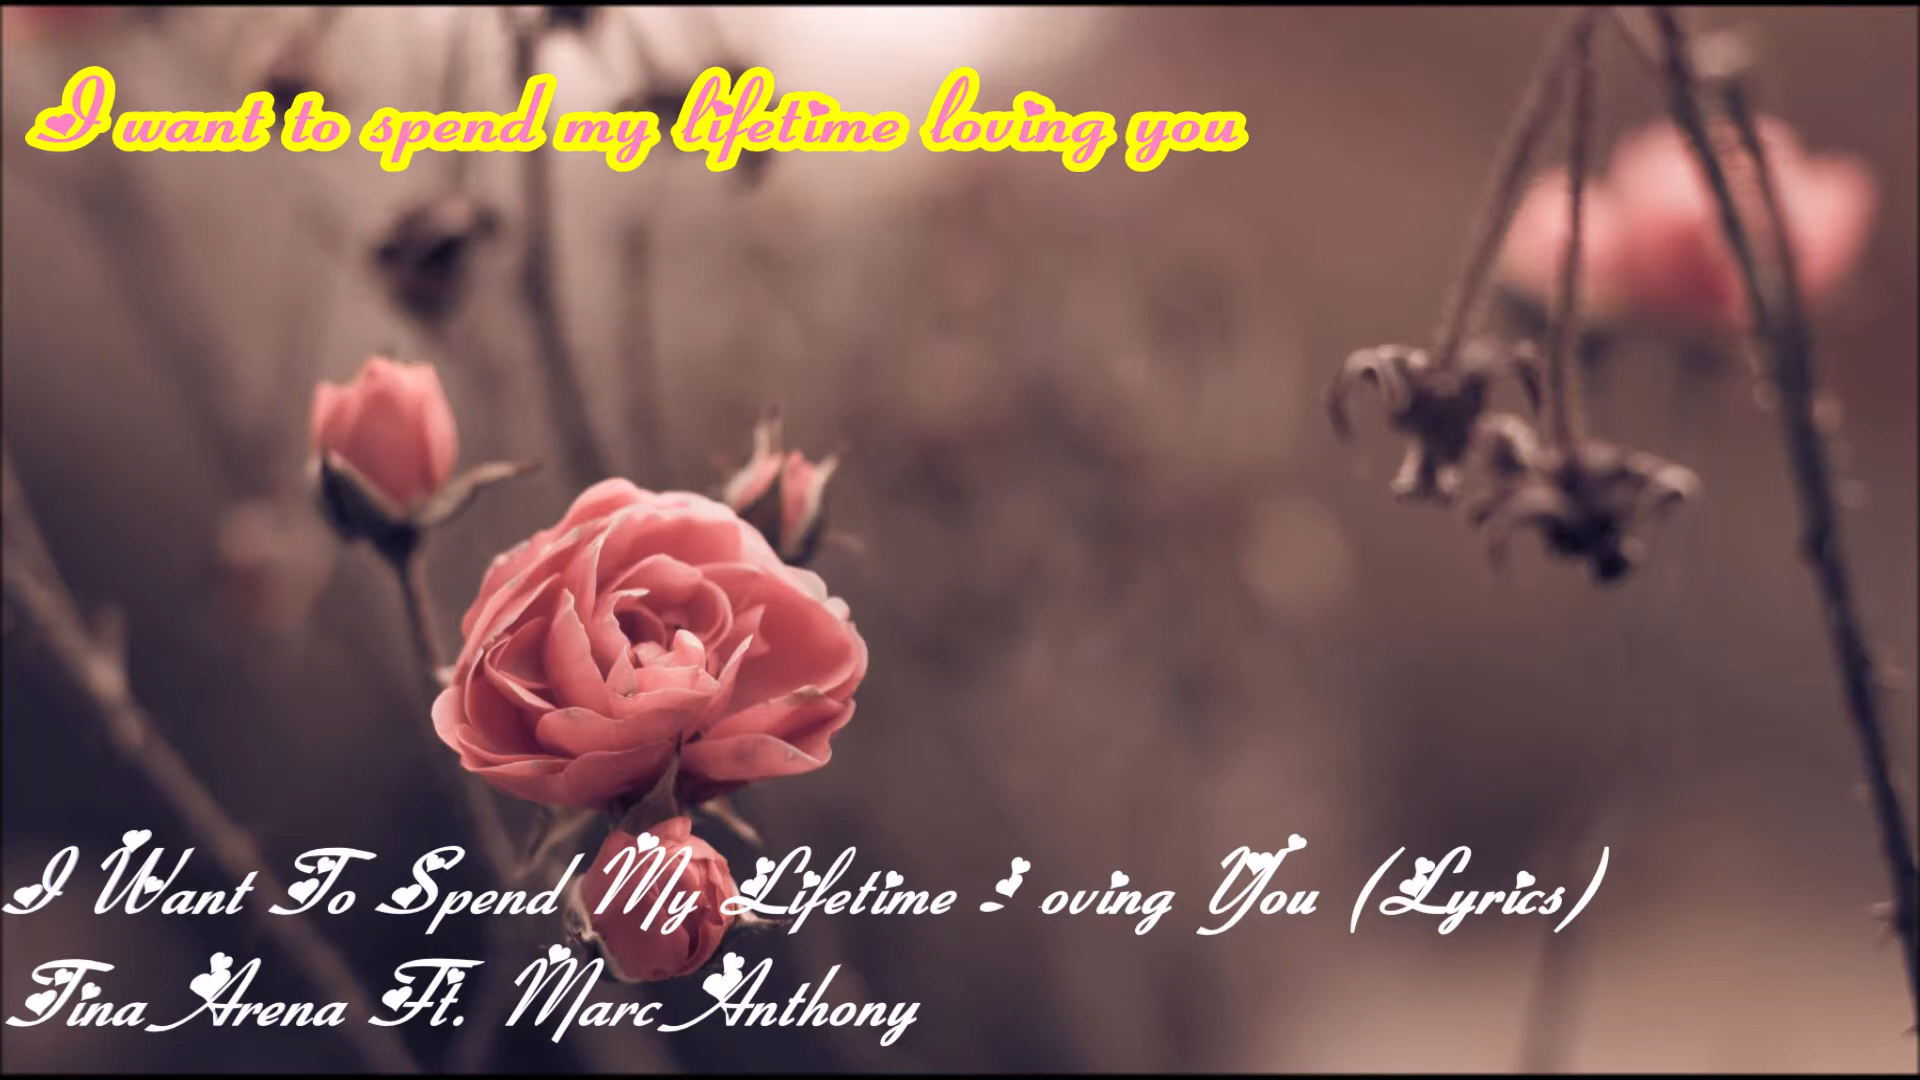 I want to spend my lifetime loving you
I Want To Spend My Lifetime Loving You (Lyrics)
Tina Arena Ft. Marc Anthony